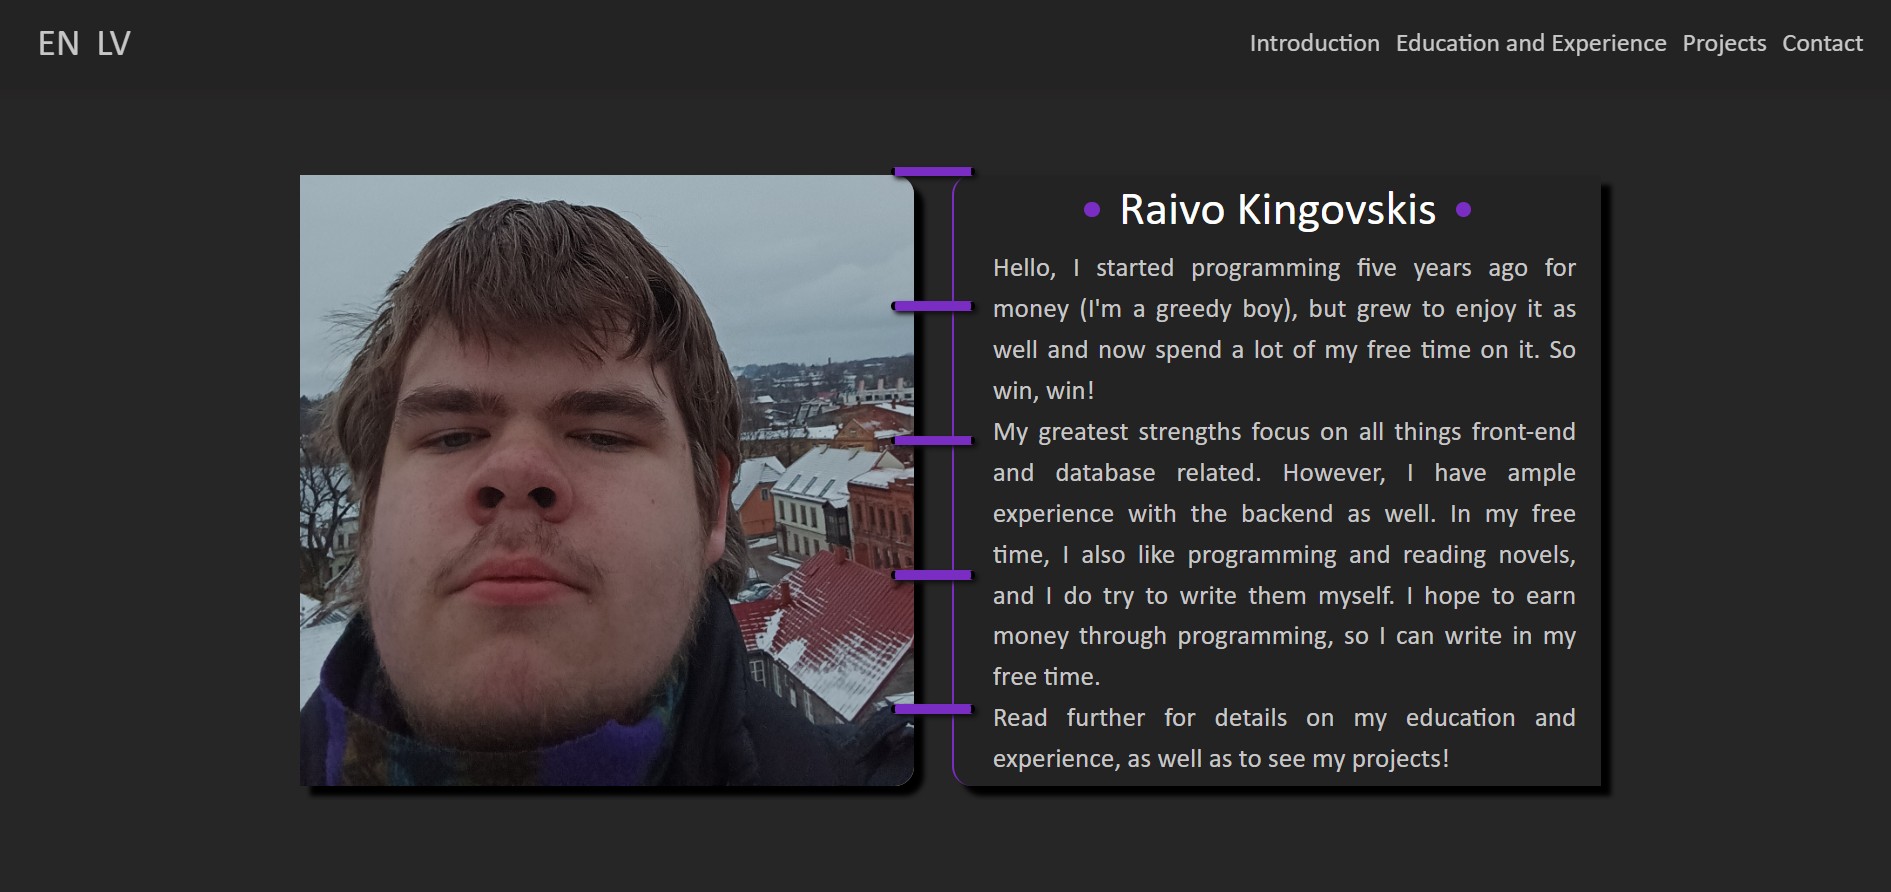 EN LV
Introduction Education and Experience Projects Contact
Raivo Kingovskis
Hello, I started programming five years ago for
money (I'm a greedy boy), but grew to enjoy it as
well and now spend a lot of my free time on it. So
win, win!
My greatest strengths focus on all things front-end
and database related. However, I have ample
experience with the backend as well. In my free
time, I also like programming and reading novels,
and I do try to write them myself. I hope to earn
money through programming, so I can write in my
free time.
Read further for details on my education and
experience, as well as to see my projects!